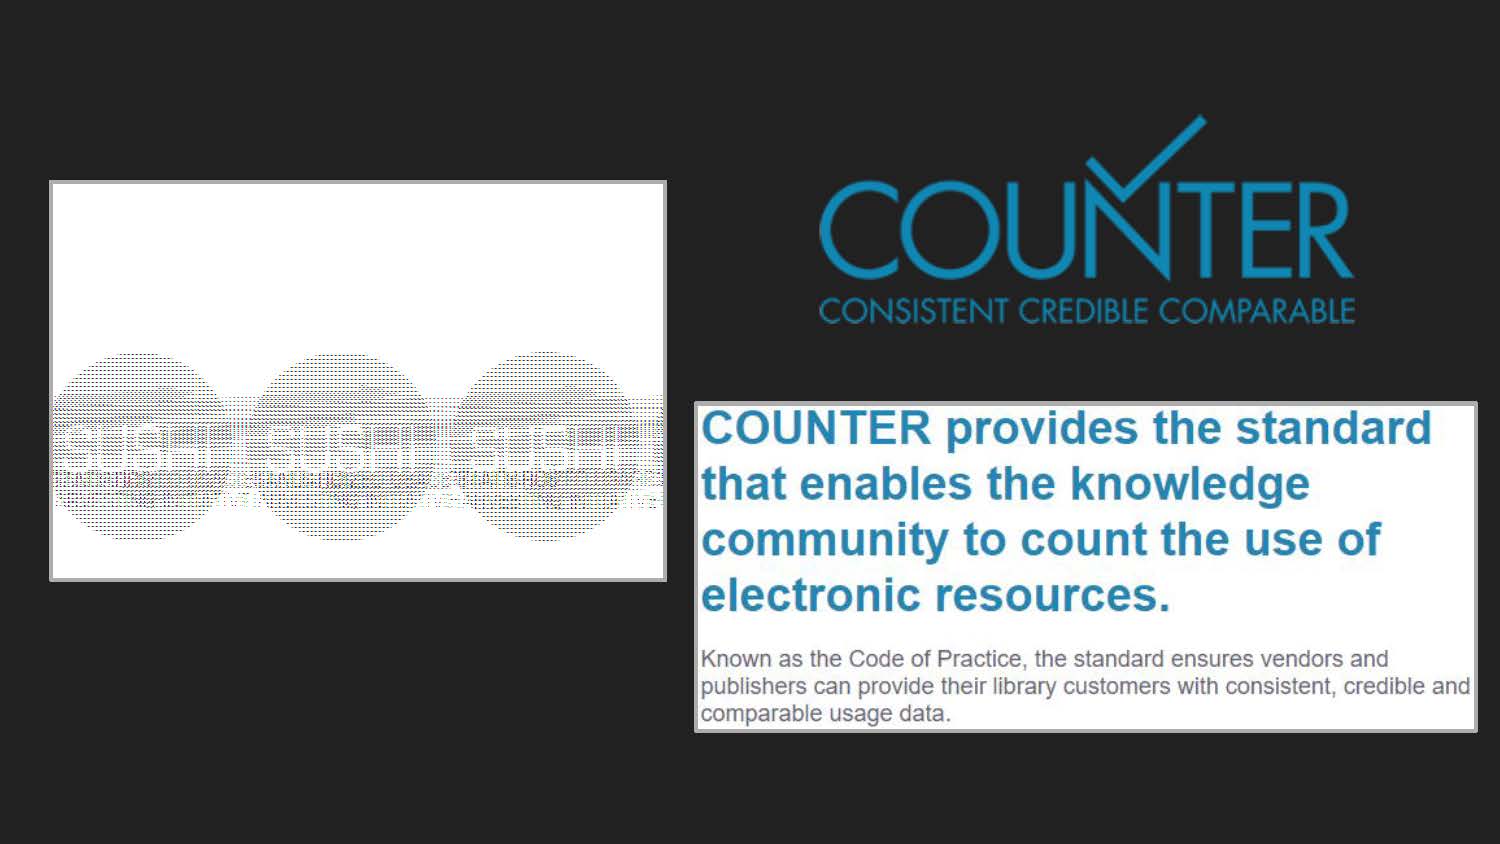 COUNTER
CONSISTENT CREDIBLE COMPARABLE
COUNTER provides the standard
that enables the knowledge
community to count the use of
electronic resources.
Known as the Code of Practice, the standard ensures vendors and
publishers can provide their library customers with consistent, credible and
comparable usage data.